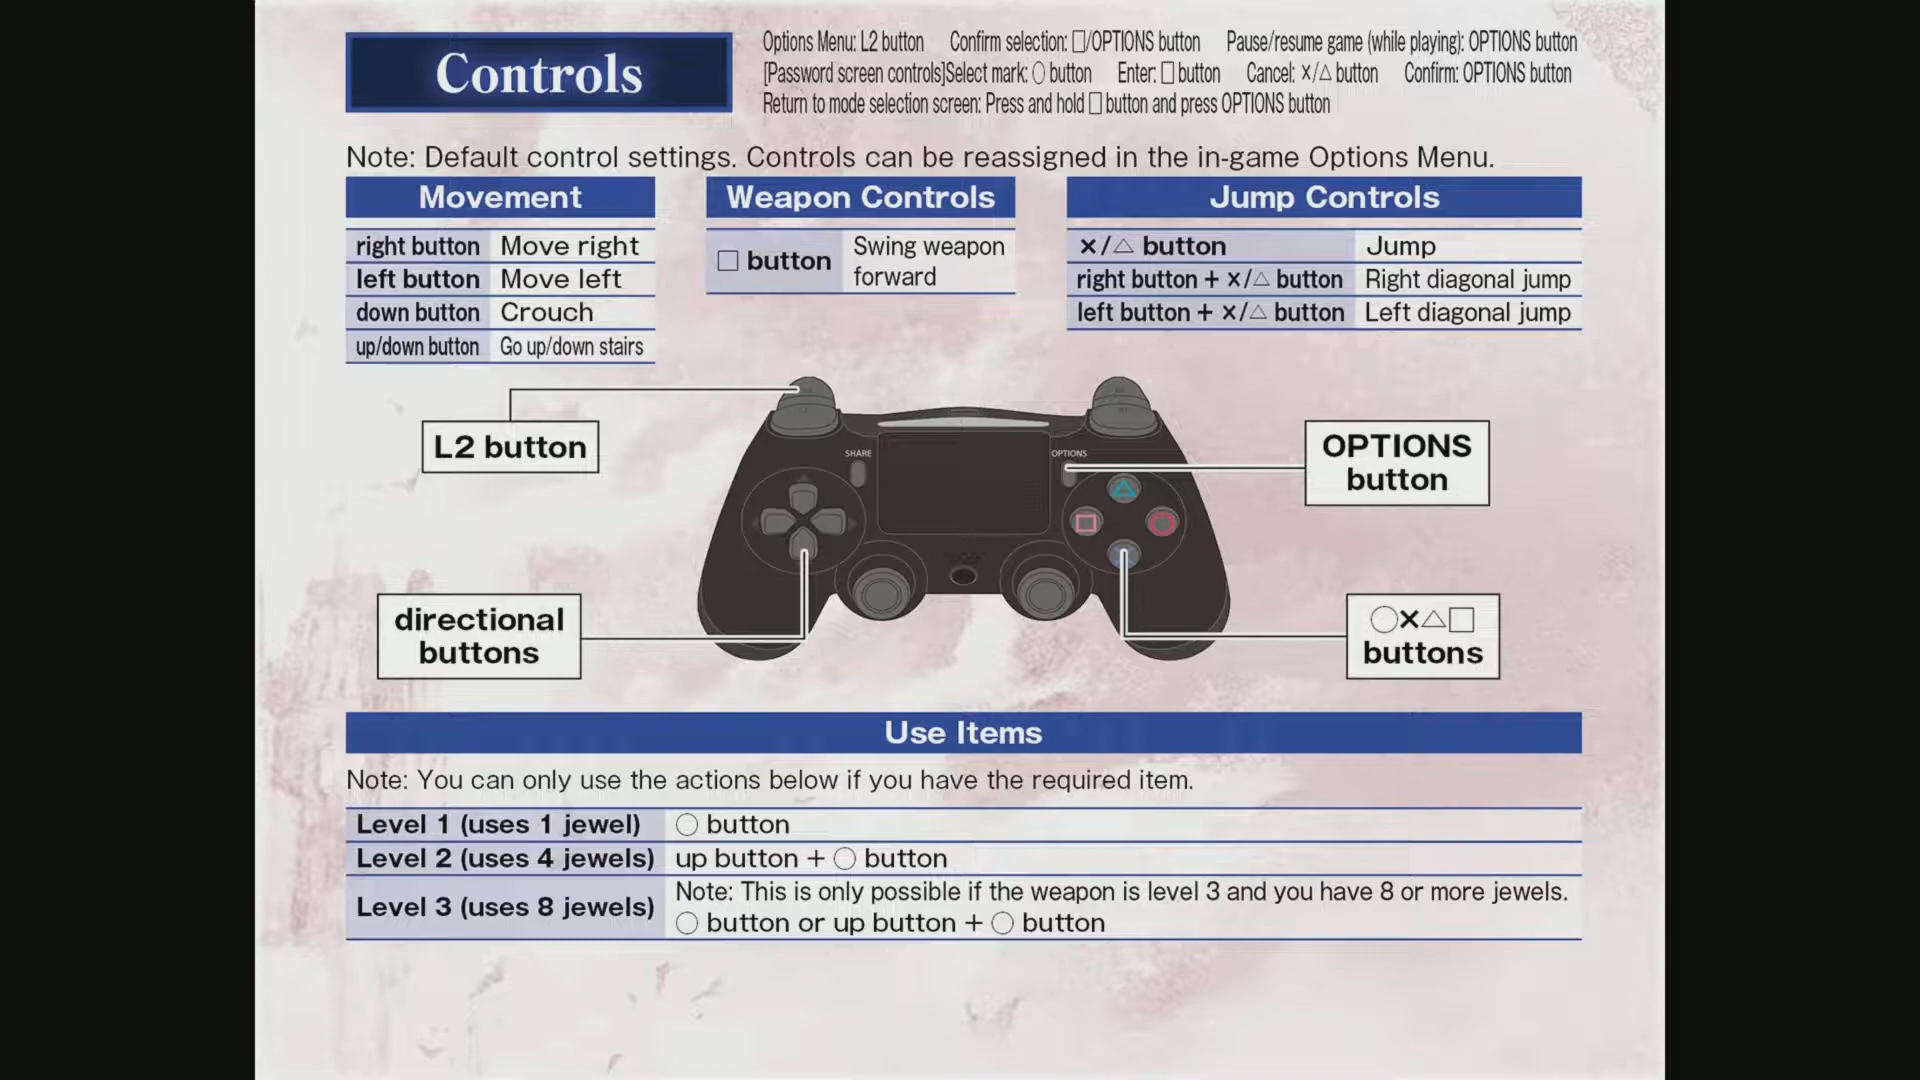 Controls
Options Menu: L2 button Confirm selection: □/OPTIONS button Pause/resume game (while playing): OPTIONS button
[Password screen controls]Select mark: ○ button Enter: □ button Cancel: ×/△ button Confirm: OPTIONS button
Return to mode selection screen: Press and hold □ button and press OPTIONS button
Note: Default control settings. Controls can be reassigned in the in-game Options Menu.
Movement
right button Move right
left button Move left
down button Crouch
up/down button Go up/down stairs
Weapon Controls
□ button Swing weapon
forward
Jump Controls
×/△ button Jump
right button + ×/△ button Right diagonal jump
left button + ×/△ button Left diagonal jump
L2 button
SHARE
OPTIONS
OPTIONS
button
directional
buttons
○×△□
buttons
Use Items
Note: You can only use the actions below if you have the required item.
Level 1 (uses 1 jewel) ○ button
Level 2 (uses 4 jewels) up button + ○ button
Level 3 (uses 8 jewels) Note: This is only possible if the weapon is level 3 and you have 8 or more jewels.
○ button or up button + ○ button